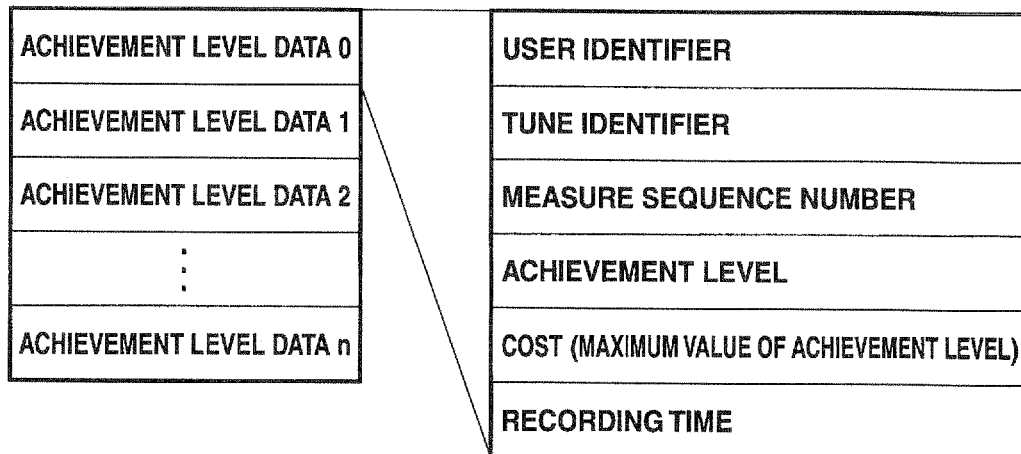 ACHIEVEMENT LEVEL DATA 0
ACHIEVEMENT LEVEL DATA 1
ACHIEVEMENT LEVEL DATA 2
⋮
ACHIEVEMENT LEVEL DATA n
USER IDENTIFIER
TUNE IDENTIFIER
MEASURE SEQUENCE NUMBER
ACHIEVEMENT LEVEL
COST (MAXIMUM VALUE OF ACHIEVEMENT LEVEL)
RECORDING TIME